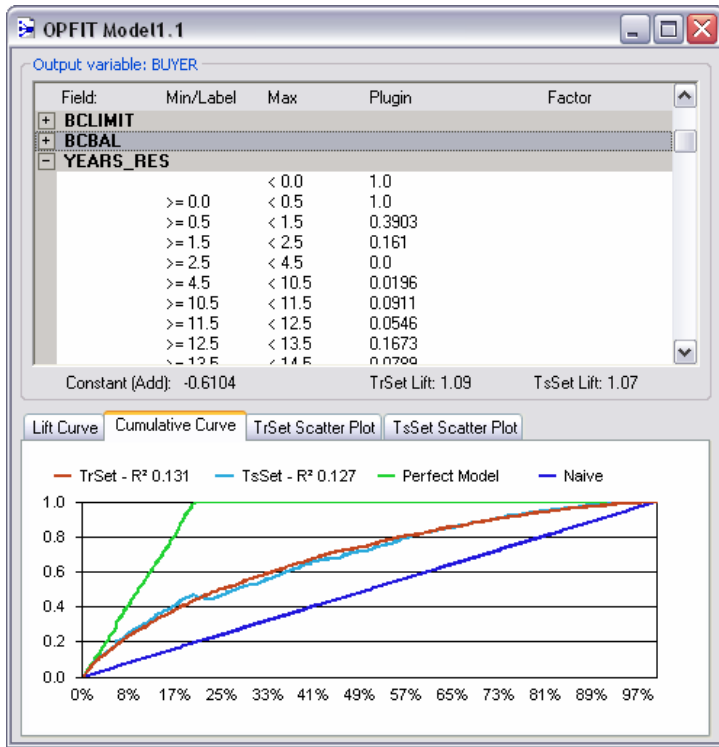 OPFIT Model1.1
Output variable: BUYER
Field: Min/Label Max Plugin Factor
BCLIMIT
BCBAL
YEARS_RES
< 0.0 1.0
>= 0.0 < 0.5 1.0
>= 0.5 < 1.5 0.3903
>= 1.5 < 2.5 0.161
>= 2.5 < 4.5 0.0
>= 4.5 < 10.5 0.0196
>= 10.5 < 11.5 0.0911
>= 11.5 < 12.5 0.0546
>= 12.5 < 13.5 0.1673
>= 13.5 < 14.5 0.0799
Constant (Add): -0.6104 TrSet Lift: 1.09 TsSet Lift: 1.07
Lift Curve Cumulative Curve TrSet Scatter Plot TsSet Scatter Plot
TrSet - R² 0.131 TsSet - R² 0.127 Perfect Model Naive
1.0
0.8
0.6
0.4
0.2
0.0
0% 8% 17% 25% 33% 41% 49% 57% 65% 73% 81% 89% 97%